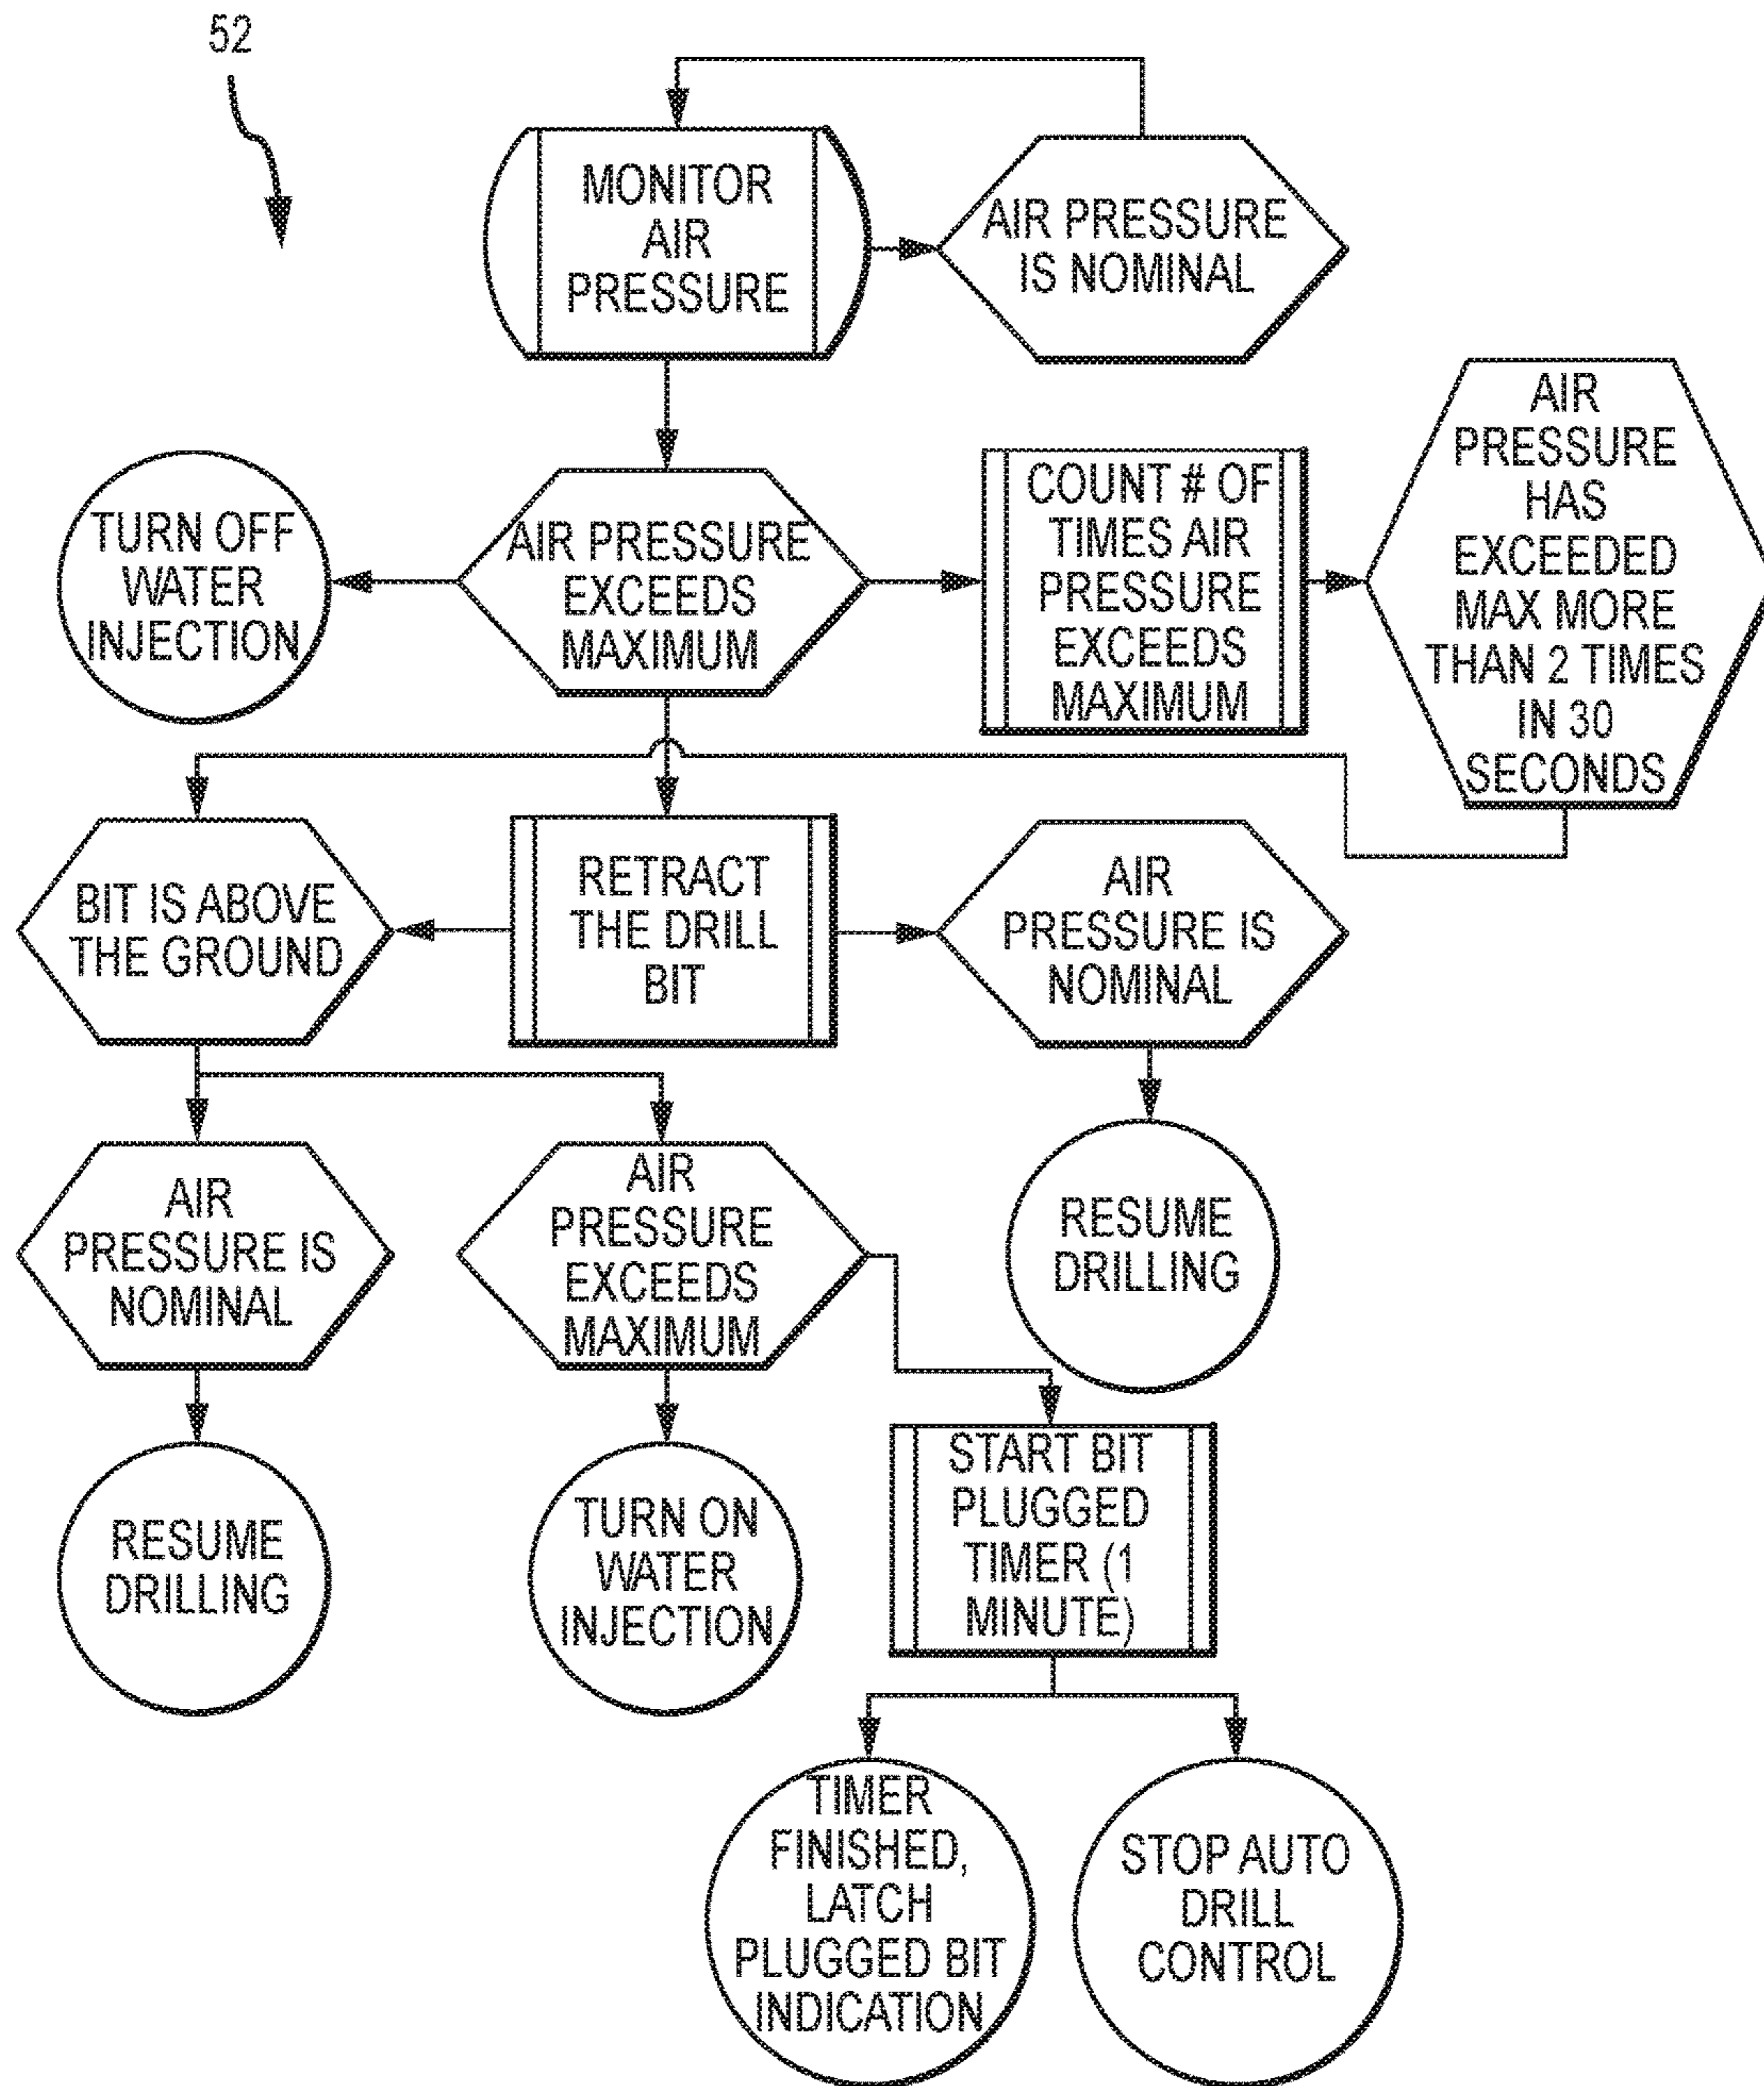 52
MONITOR
AIR
PRESSURE
AIR PRESSURE
IS NOMINAL
TURN OFF
WATER
INJECTION
AIR PRESSURE
EXCEEDS
MAXIMUM
COUNT # OF
TIMES AIR
PRESSURE
EXCEEDS
MAXIMUM
AIR
PRESSURE
HAS
EXCEEDED
MAX MORE
THAN 2 TIMES
IN 30
SECONDS
BIT IS ABOVE
THE GROUND
RETRACT
THE DRILL
BIT
AIR
PRESSURE IS
NOMINAL
AIR
PRESSURE IS
NOMINAL
AIR
PRESSURE
EXCEEDS
MAXIMUM
RESUME
DRILLING
RESUME
DRILLING
TURN ON
WATER
INJECTION
START BIT
PLUGGED
TIMER (1
MINUTE)
TIMER
FINISHED,
LATCH
PLUGGED BIT
INDICATION
STOP AUTO
DRILL
CONTROL